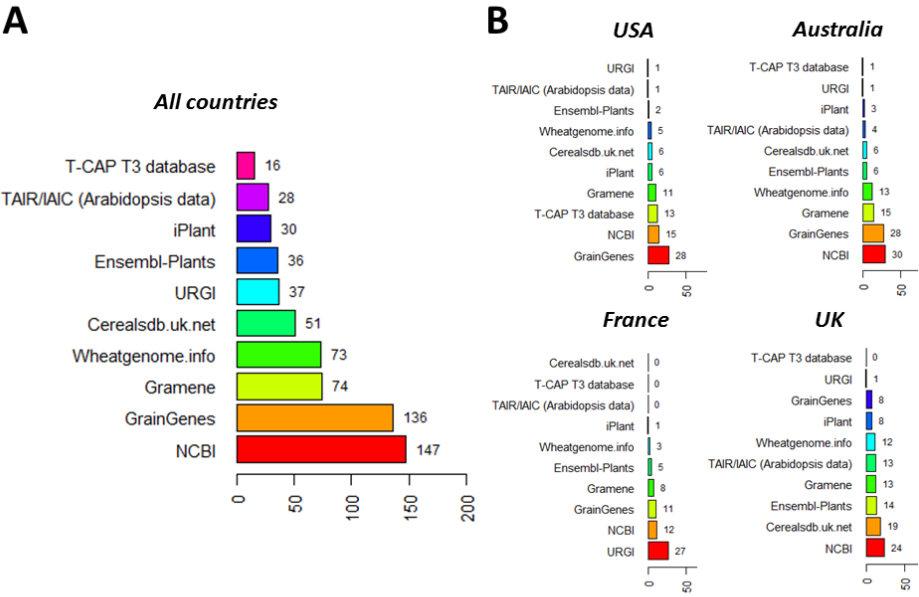 A
All countries
T-CAP T3 database 16
TAIR/IAIC (Arabidopsis data) 28
iPlant 30
Ensembl-Plants 36
URGI 37
Cerealsdb.uk.net 51
Wheatgenome.info 73
Gramene 74
GrainGenes 136
NCBI 147
0 50 100 150 200
B
USA
URGI 1
TAIR/IAIC (Arabidopsis data) 1
Ensembl-Plants 2
Wheatgenome.info 5
Cerealsdb.uk.net 6
iPlant 6
Gramene 11
T-CAP T3 database 13
NCBI 15
GrainGenes 28
0 50
Australia
T-CAP T3 database 1
URGI 1
iPlant 3
TAIR/IAIC (Arabidopsis data) 4
Cerealsdb.uk.net 6
Ensembl-Plants 6
Wheatgenome.info 13
Gramene 15
GrainGenes 28
NCBI 30
0 50
France
Cerealsdb.uk.net 0
T-CAP T3 database 0
TAIR/IAIC (Arabidopsis data) 0
iPlant 1
Wheatgenome.info 3
Ensembl-Plants 5
Gramene 8
GrainGenes 11
NCBI 12
URGI 27
0 50
UK
T-CAP T3 database 0
URGI 1
GrainGenes 8
iPlant 8
Wheatgenome.info 12
TAIR/IAIC (Arabidopsis data) 13
Gramene 13
Ensembl-Plants 14
Cerealsdb.uk.net 19
NCBI 24
0 50